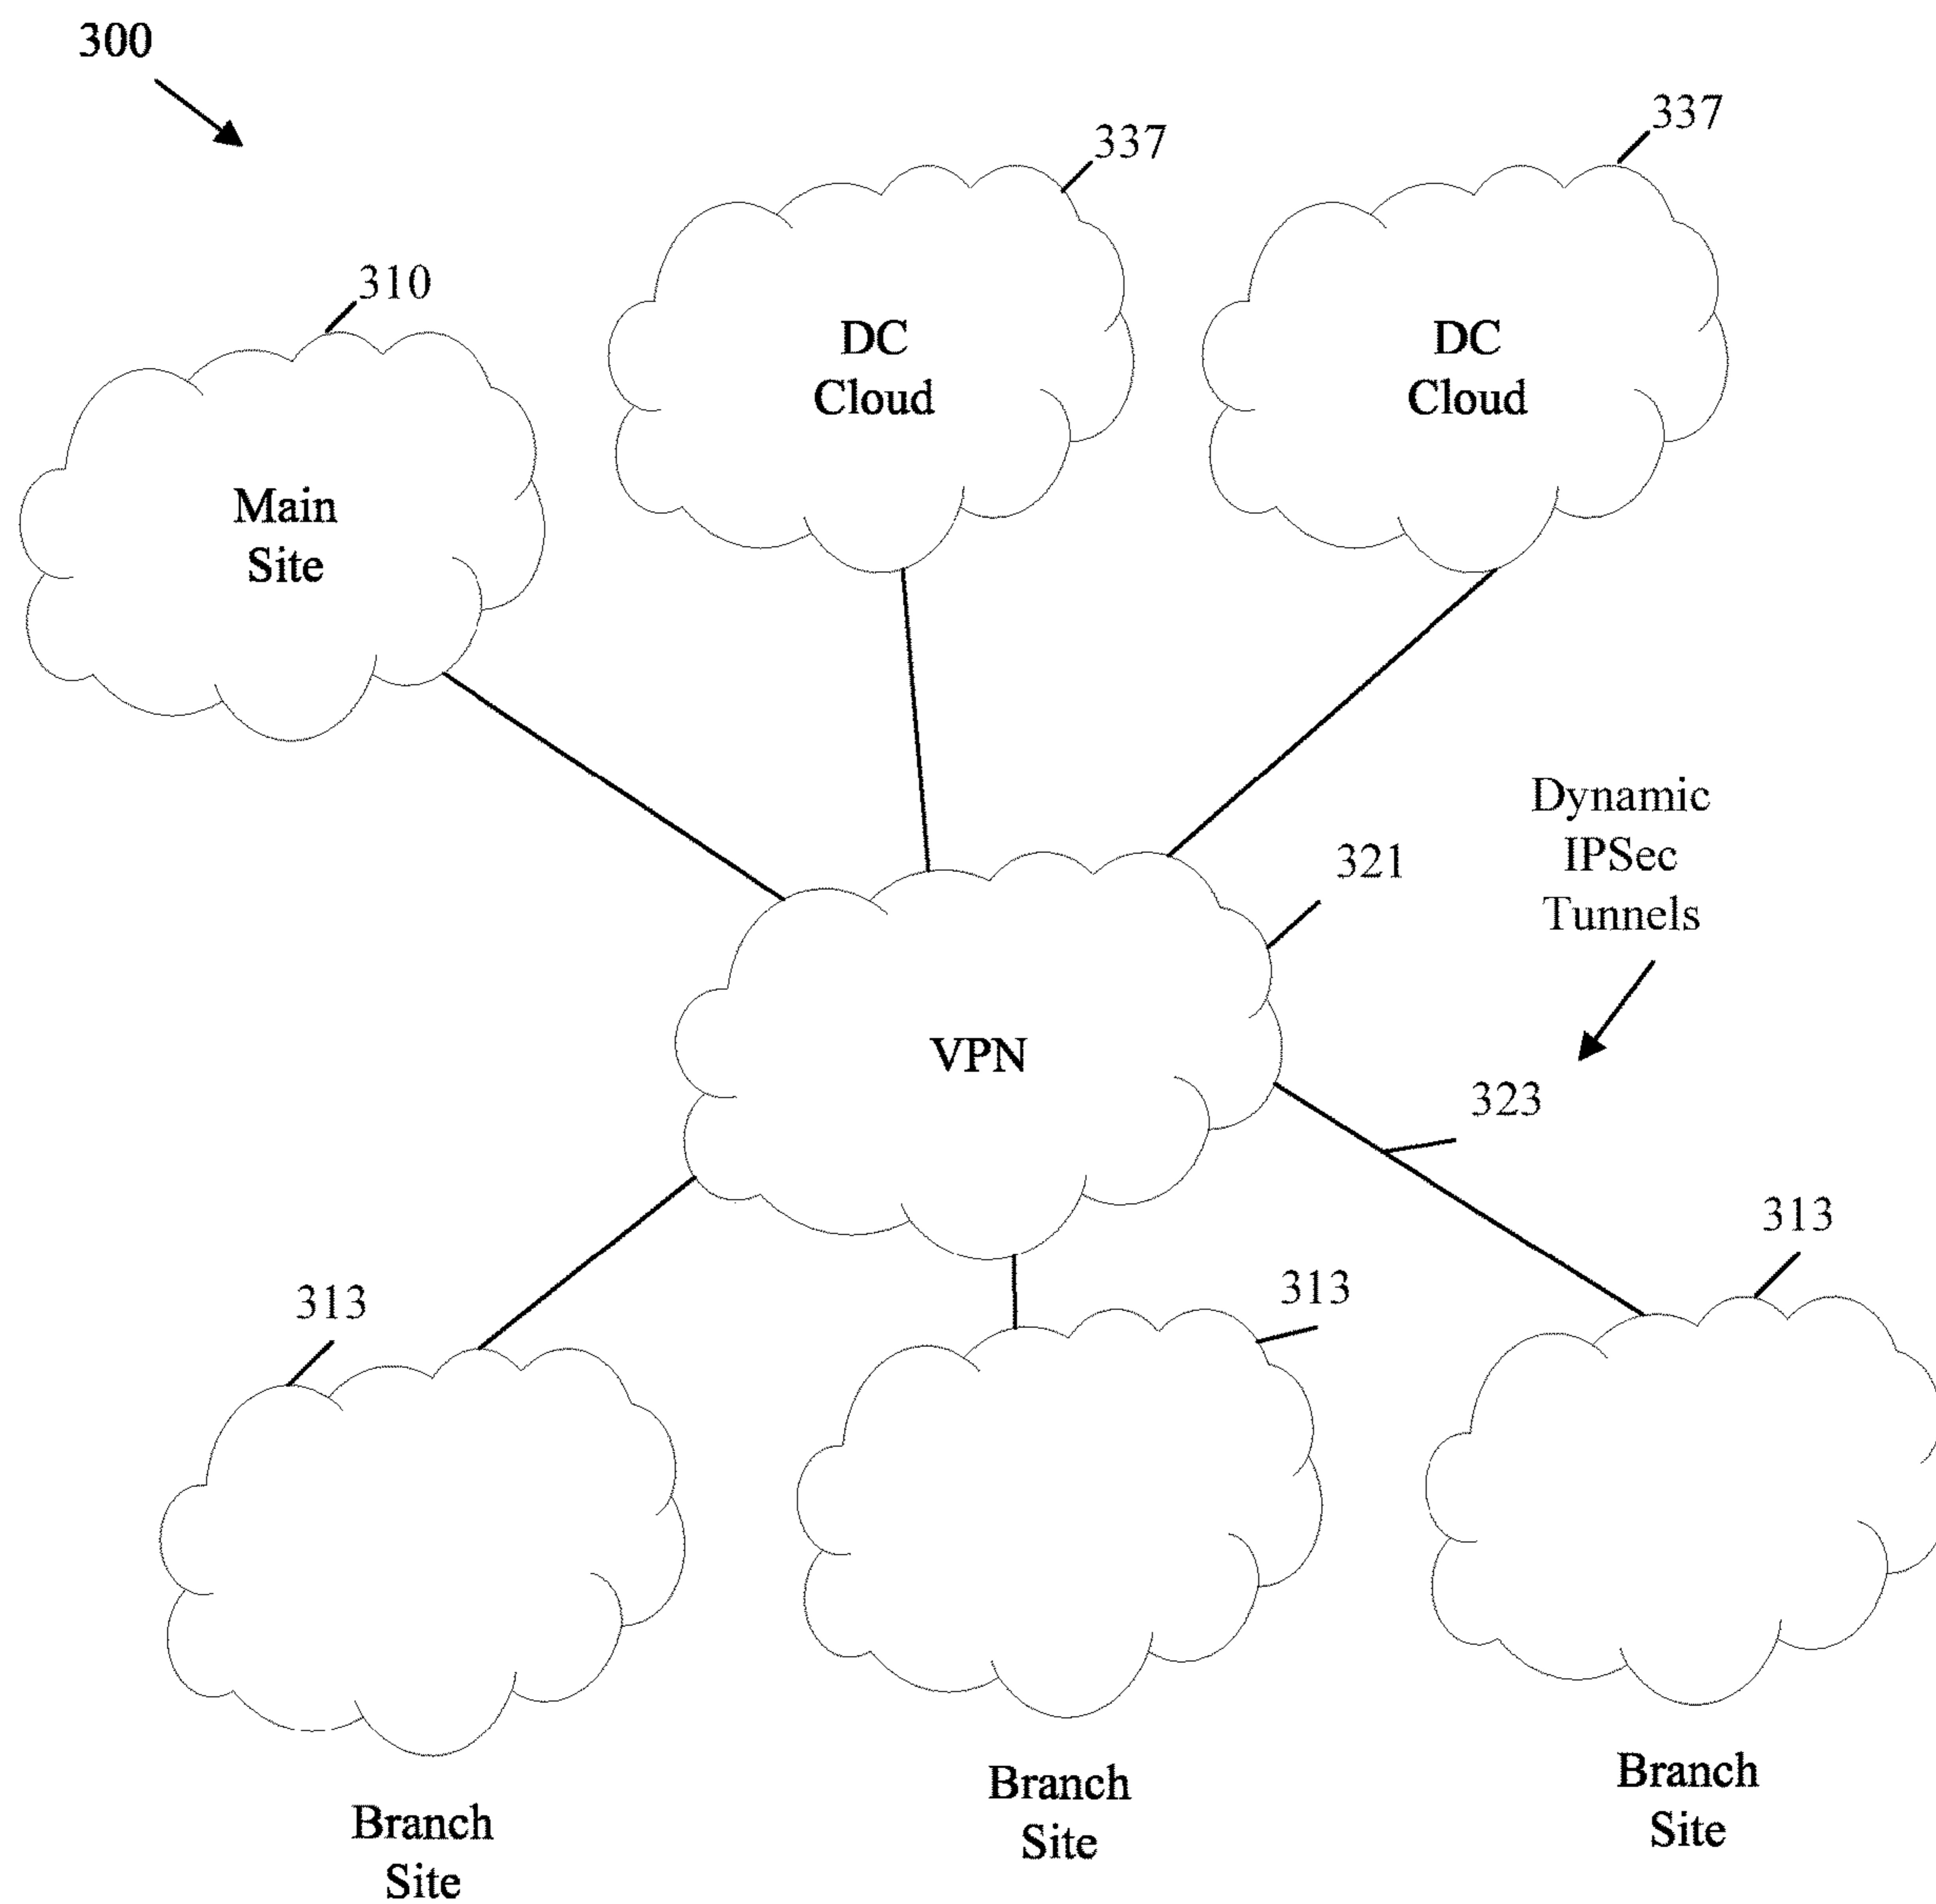 300
337
337
310
DC
Cloud
DC
Cloud
Main
Site
Dynamic
IPSec
Tunnels
321
VPN
323
313
313
313
Branch
Site
Branch
Site
Branch
Site